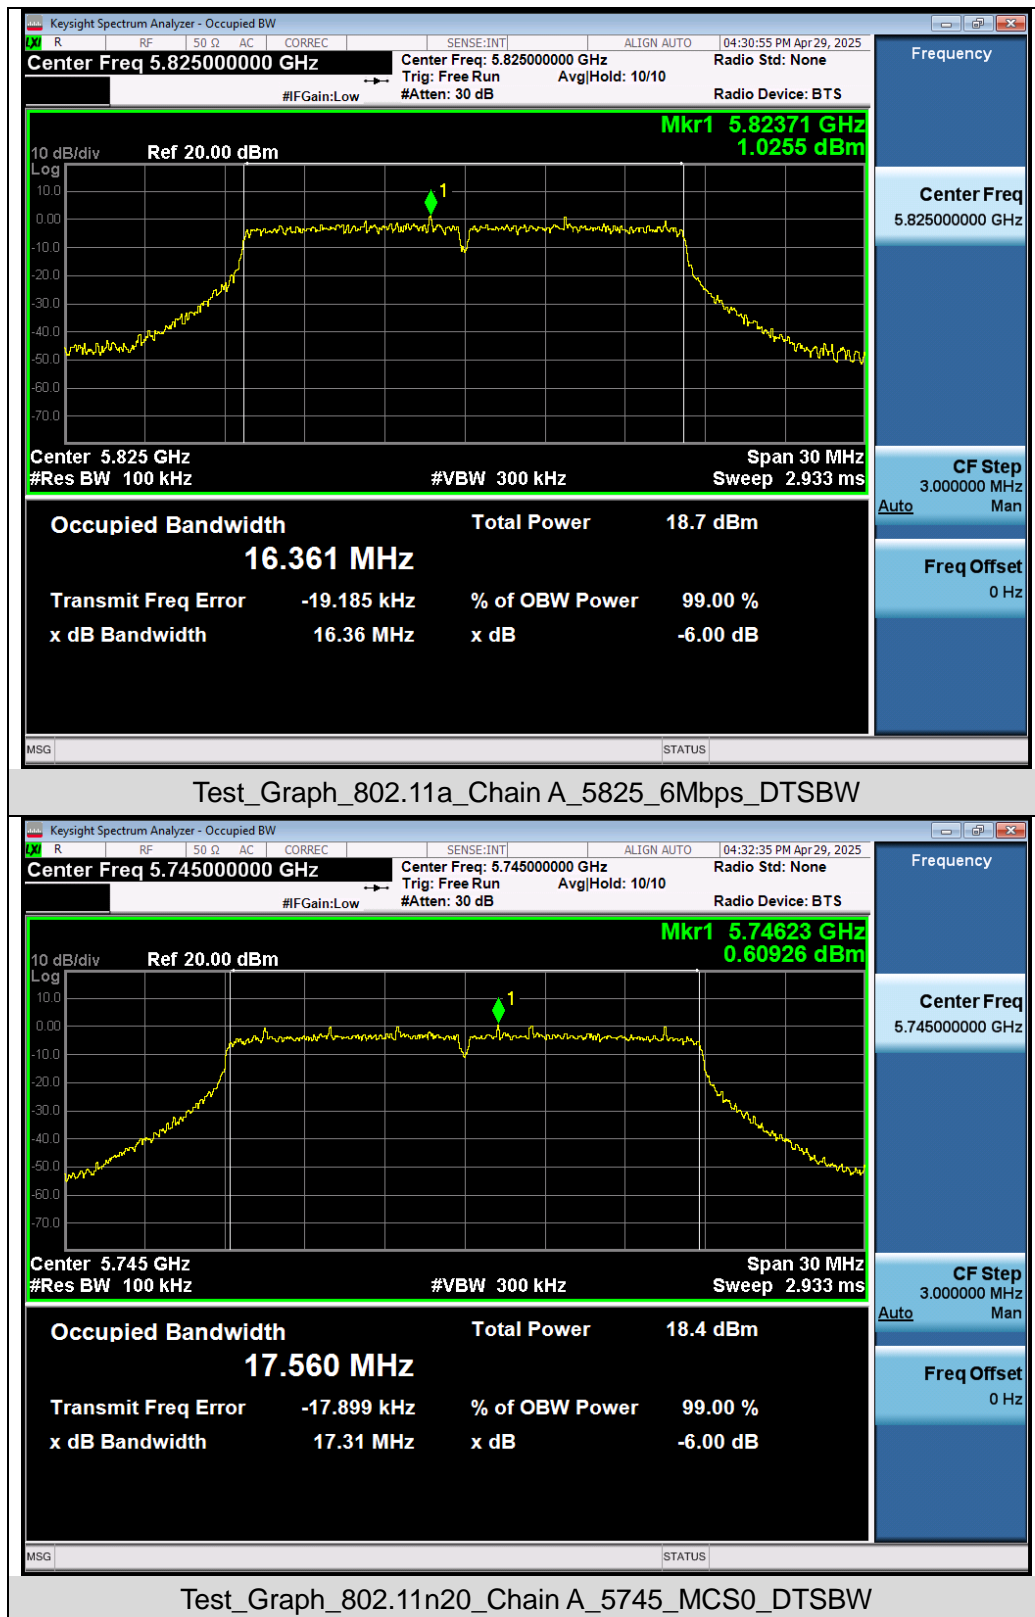 Keysight Spectrum Analyzer - Occupied BW
LXI R RF 50 Ω AC CORREC SENSE:INT ALIGN AUTO 04:30:55 PM Apr 29, 2025
Center Freq 5.825000000 GHz
#IFGain:Low
Center Freq: 5.825000000 GHz
Trig: Free Run Avg|Hold: 10/10
#Atten: 30 dB
Radio Std: None
Radio Device: BTS
Mkr1 5.82371 GHz
1.0255 dBm
10 dB/div Ref 20.00 dBm
Log
10.0
0.00
-10.0
-20.0
-30.0
-40.0
-50.0
-60.0
-70.0
1
Center 5.825 GHz Span 30 MHz
#Res BW 100 kHz #VBW 300 kHz Sweep 2.933 ms
Occupied Bandwidth Total Power 18.7 dBm
16.361 MHz
Transmit Freq Error -19.185 kHz % of OBW Power 99.00 %
x dB Bandwidth 16.36 MHz x dB -6.00 dB
MSG STATUS
Frequency
Center Freq
5.825000000 GHz
CF Step
3.000000 MHz
Auto Man
Freq Offset
0 Hz
Test_Graph_802.11a_Chain A_5825_6Mbps_DTSBW
Keysight Spectrum Analyzer - Occupied BW
LXI R RF 50 Ω AC CORREC SENSE:INT ALIGN AUTO 04:32:35 PM Apr 29, 2025
Center Freq 5.745000000 GHz
#IFGain:Low
Center Freq: 5.745000000 GHz
Trig: Free Run Avg|Hold: 10/10
#Atten: 30 dB
Radio Std: None
Radio Device: BTS
Mkr1 5.74623 GHz
0.60926 dBm
10 dB/div Ref 20.00 dBm
Log
10.0
0.00
-10.0
-20.0
-30.0
-40.0
-50.0
-60.0
-70.0
1
Center 5.745 GHz Span 30 MHz
#Res BW 100 kHz #VBW 300 kHz Sweep 2.933 ms
Occupied Bandwidth Total Power 18.4 dBm
17.560 MHz
Transmit Freq Error -17.899 kHz % of OBW Power 99.00 %
x dB Bandwidth 17.31 MHz x dB -6.00 dB
MSG STATUS
Frequency
Center Freq
5.745000000 GHz
CF Step
3.000000 MHz
Auto Man
Freq Offset
0 Hz
Test_Graph_802.11n20_Chain A_5745_MCS0_DTSBW